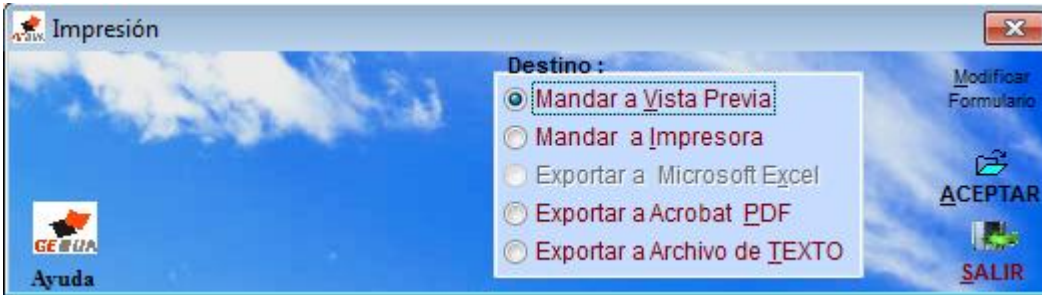 Impresión
Destino :
Mandar a Vista Previa
Mandar a Impresora
Exportar a Microsoft Excel
Exportar a Acrobat PDF
Exportar a Archivo de TEXTO
Modificar
Formulario
ACEPTAR
SALIR
Ayuda